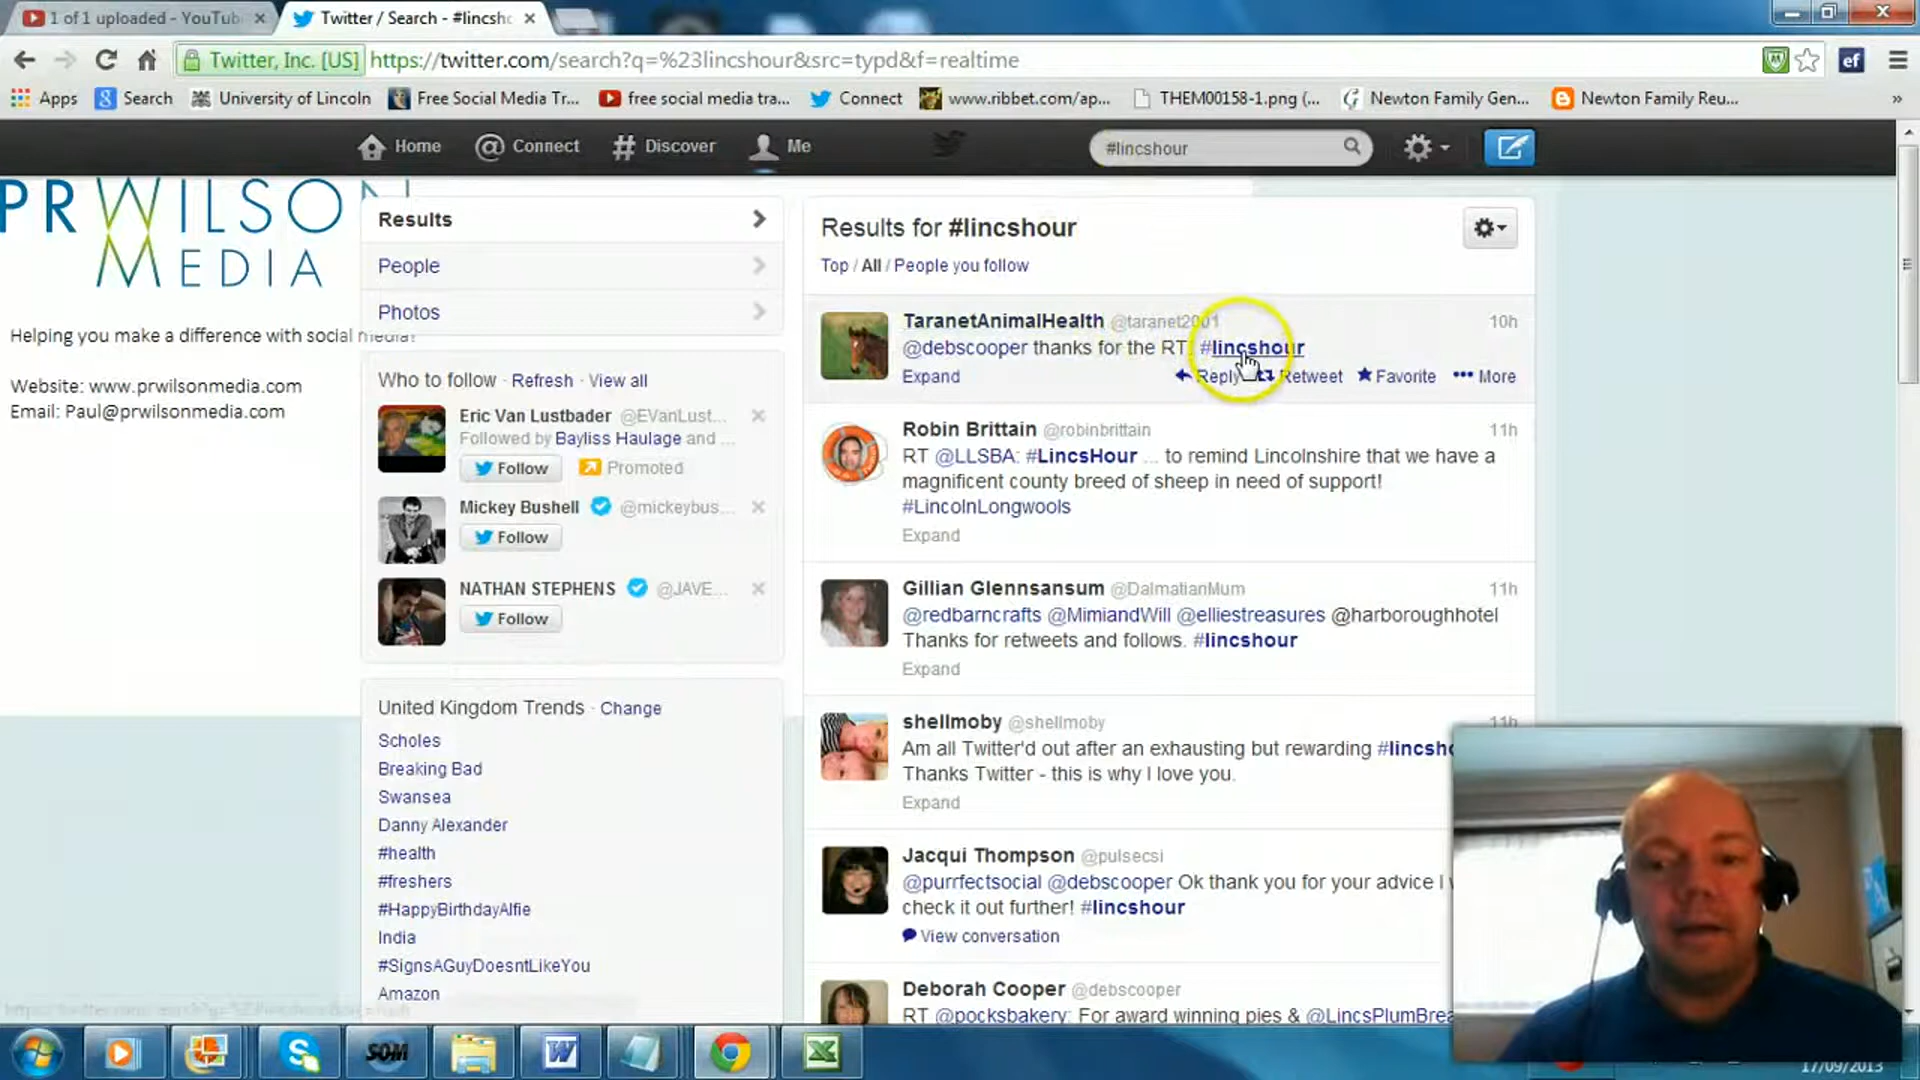 1 of 1 uploaded - YouTub
Twitter / Search - #lincsho
Twitter, Inc. [US] https://twitter.com/search?q=%23lincshour&src=typd&f=realtime
ef
Apps Search University of Lincoln Free Social Media Tr... free social media tra... Connect www.ribbet.com/ap... THEM00158-1.png (... Newton Family Gen... Newton Family Reu... »
Home Connect Discover Me #lincshour
PR WILSON
MEDIA
Helping you make a difference with social media!
Website: www.prwilsonmedia.com
Email: Paul@prwilsonmedia.com
Results
People
Photos
Who to follow · Refresh · View all
Eric Van Lustbader @EVanLust...
Followed by Bayliss Haulage and ...
Follow Promoted
Mickey Bushell @mickeybus...
Follow
NATHAN STEPHENS @JAVE...
Follow
United Kingdom Trends · Change
Scholes
Breaking Bad
Swansea
Danny Alexander
#health
#freshers
#HappyBirthdayAlfie
India
#SignsAGuyDoesntLikeYou
Amazon
Results for #lincshour
Top / All / People you follow
TaranetAnimalHealth @taranet2001 10h
@debscooper thanks for the RT #lincshour
Expand Reply Retweet Favorite More
Robin Brittain @robinbrittain 11h
RT @LLSBA: #LincsHour ... to remind Lincolnshire that we have a
magnificent county breed of sheep in need of support!
#LincolnLongwools
Expand
Gillian Glennsansum @DalmatianMum 11h
@redbarncrafts @MimiandWill @elliestreasures @harboroughhotel
Thanks for retweets and follows. #lincshour
Expand
shellmoby @shellmoby 11h
Am all Twitter'd out after an exhausting but rewarding #lincsho
Thanks Twitter - this is why I love you.
Expand
Jacqui Thompson @pulsecsi
@purrfectsocial @debscooper Ok thank you for your advice I w
check it out further! #lincshour
View conversation
Deborah Cooper @debscooper
RT @pocksbakery: For award winning pies & @LincsPlumBrea
SOM
17/09/2013